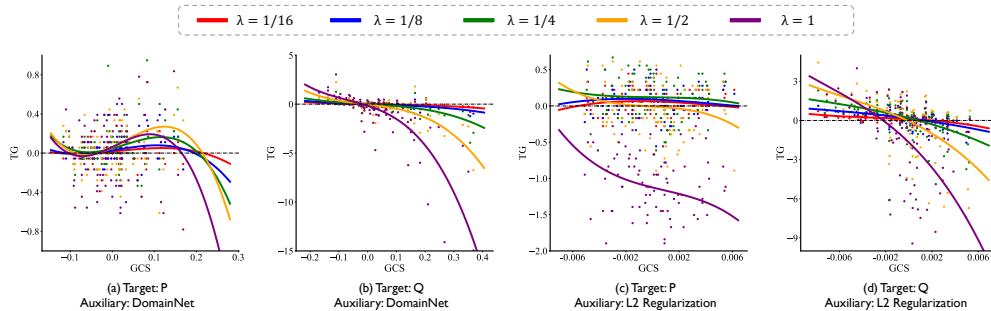 λ = 1/16 λ = 1/8 λ = 1/4 λ = 1/2 λ = 1
0.8
0.4
0.0
−0.4
−0.8
TG
−0.1 0.0 0.1 0.2 0.3
GCS
(a) Target: P
Auxiliary: DomainNet
5
0
−5
−10
−15
TG
−0.2 −0.1 0.0 0.1 0.2 0.3 0.4
GCS
(b) Target: Q
Auxiliary: DomainNet
0.5
0.0
−0.5
−1.0
−1.5
−2.0
TG
−0.006 −0.002 0.002 0.006
GCS
(c) Target: P
Auxiliary: L2 Regularization
3
0
−3
−6
−9
TG
−0.006 −0.002 0.002 0.006
GCS
(d) Target: Q
Auxiliary: L2 Regularization